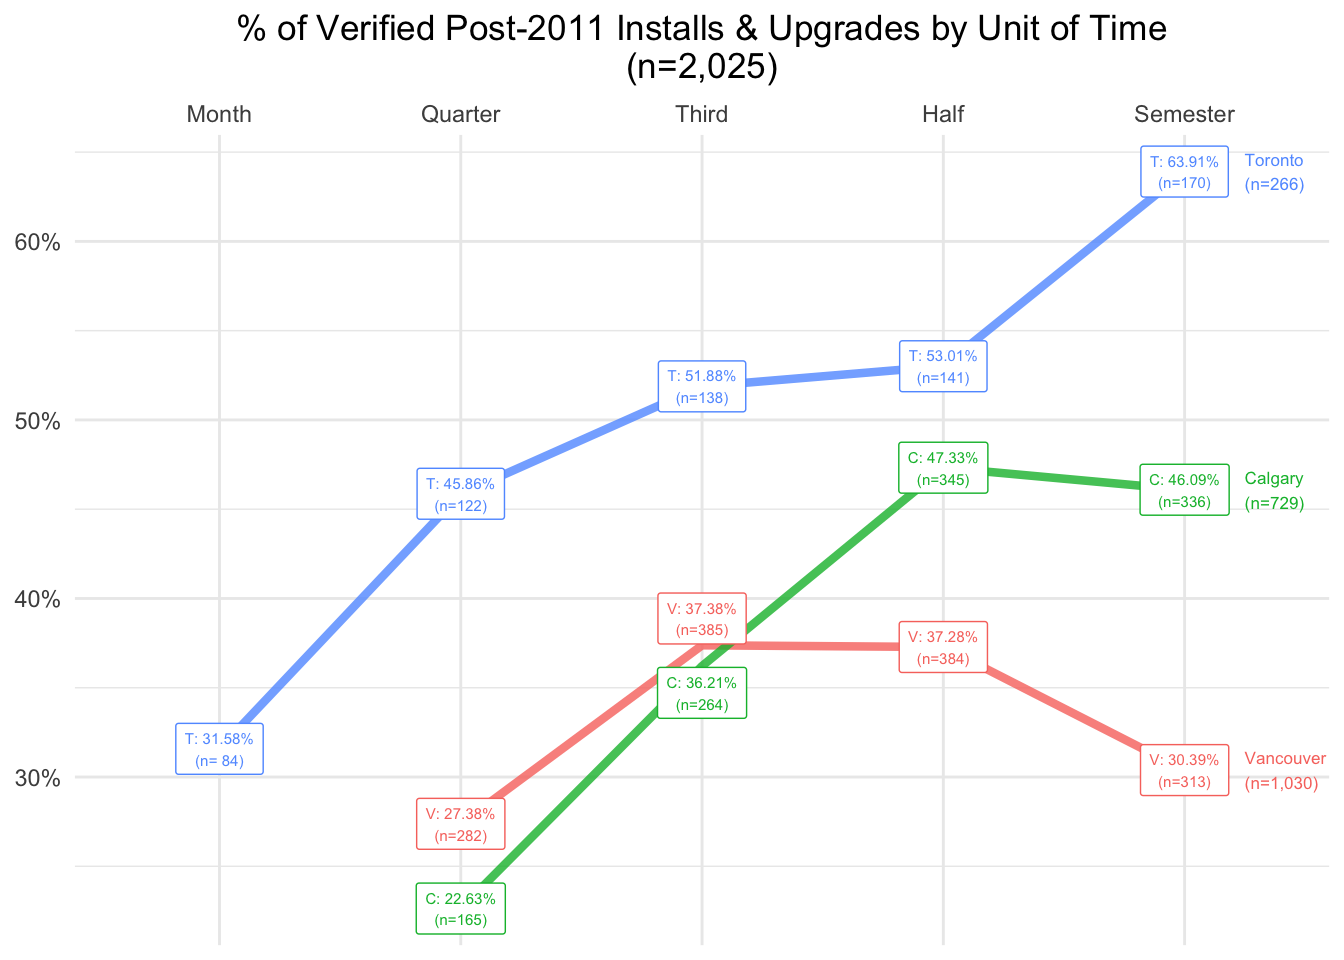 % of Verified Post-2011 Installs & Upgrades by Unit of Time
(n=2,025)
Month
Quarter
Third
Half
Semester
60%
50%
40%
30%
T: 31.58%
(n= 84)
T: 45.86%
(n=122)
T: 51.88%
(n=138)
T: 53.01%
(n=141)
T: 63.91%
(n=170)
Toronto
(n=266)
C: 22.63%
(n=165)
C: 36.21%
(n=264)
C: 47.33%
(n=345)
C: 46.09%
(n=336)
Calgary
(n=729)
V: 27.38%
(n=282)
V: 37.38%
(n=385)
V: 37.28%
(n=384)
V: 30.39%
(n=313)
Vancouver
(n=1,030)